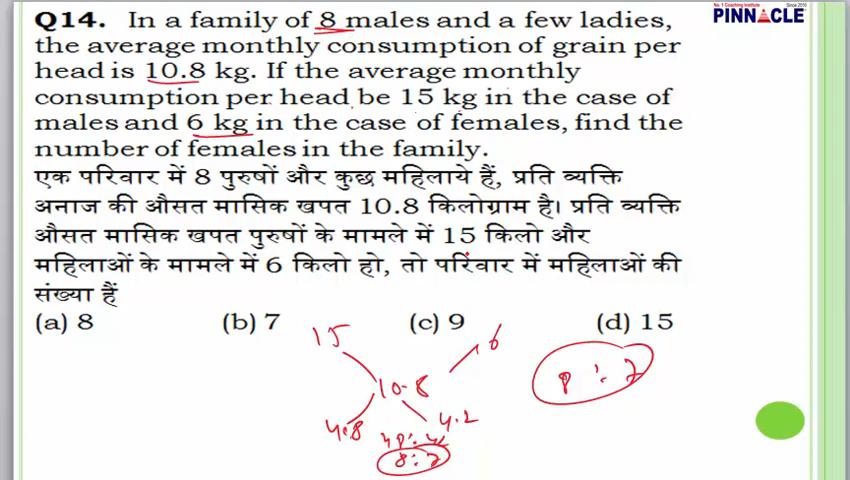 No. 1 Coaching Institute Since 2010
PINNACLE
Q14. In a family of 8 males and a few ladies,
the average monthly consumption of grain per
head is 10.8 kg. If the average monthly
consumption per head be 15 kg in the case of
males and 6 kg in the case of females, find the
number of females in the family.
एक परिवार में 8 पुरुषों और कुछ महिलाये हैं, प्रति व्यक्ति
अनाज की औसत मासिक खपत 10.8 किलोग्राम है। प्रति व्यक्ति
औसत मासिक खपत पुरुषों के मामले में 15 किलो और
महिलाओं के मामले में 6 किलो हो, तो परिवार में महिलाओं की
संख्या हैं
(a) 8 (b) 7 (c) 9 (d) 15
15 6
10.8 8 : 7
4.8 4.2
48 : 42
8 : 7